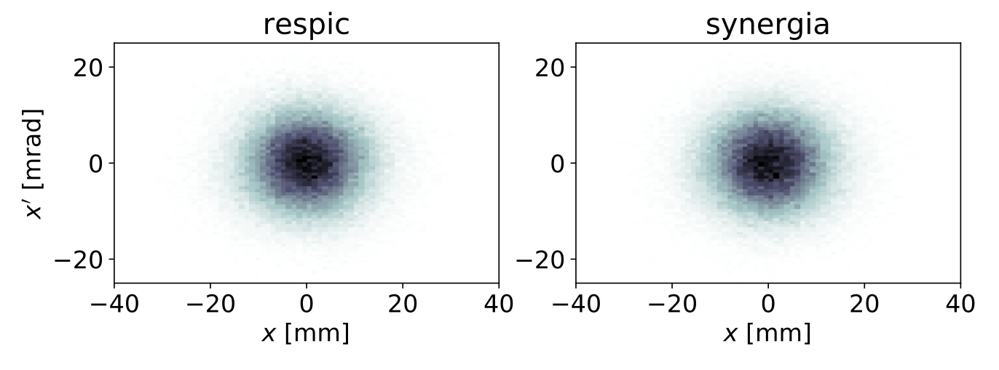 respic synergia
20 20
x′ [mrad]
0 0
−20 −20
−40 −20 0 20 40 −40 −20 0 20 40
x [mm] x [mm]